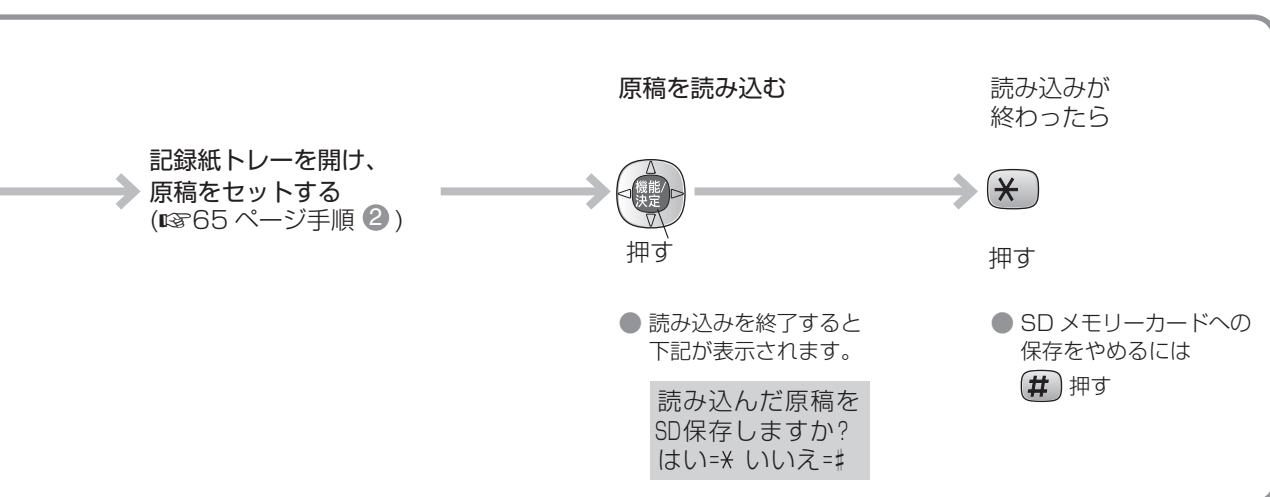 記録紙トレーを開け、
原稿をセットする
(☞65 ページ手順 ❷ )
原稿を読み込む
機能/
決定
押す
● 読み込みを終了すると
下記が表示されます。
読み込んだ原稿を
SD保存しますか?
はい=* いいえ=#
読み込みが
終わったら
*
押す
● SD メモリーカードへの
保存をやめるには
# 押す